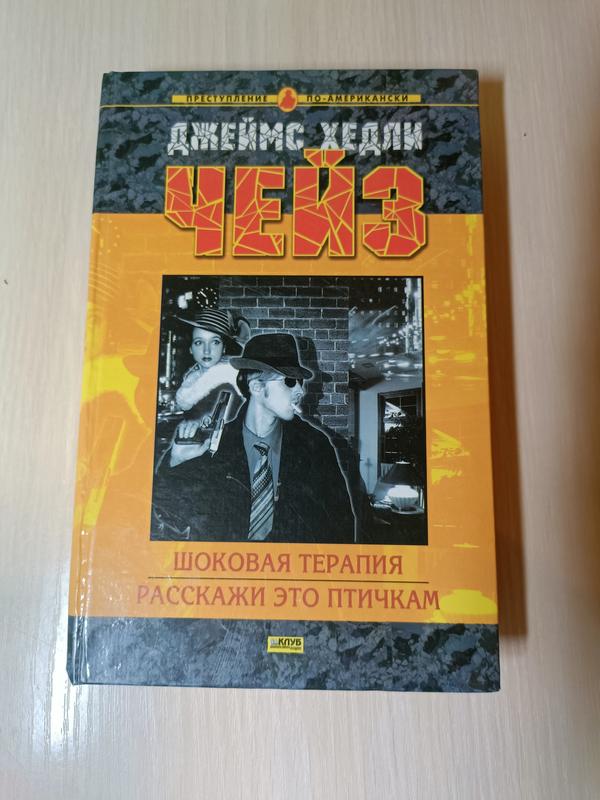 ПРЕСТУПЛЕНИЕ ПО-АМЕРИКАНСКИ
ДЖЕЙМС ХЕДЛИ
ЧЕЙЗ
ШОКОВАЯ ТЕРАПИЯ
РАССКАЖИ ЭТО ПТИЧКАМ
КЛУБ